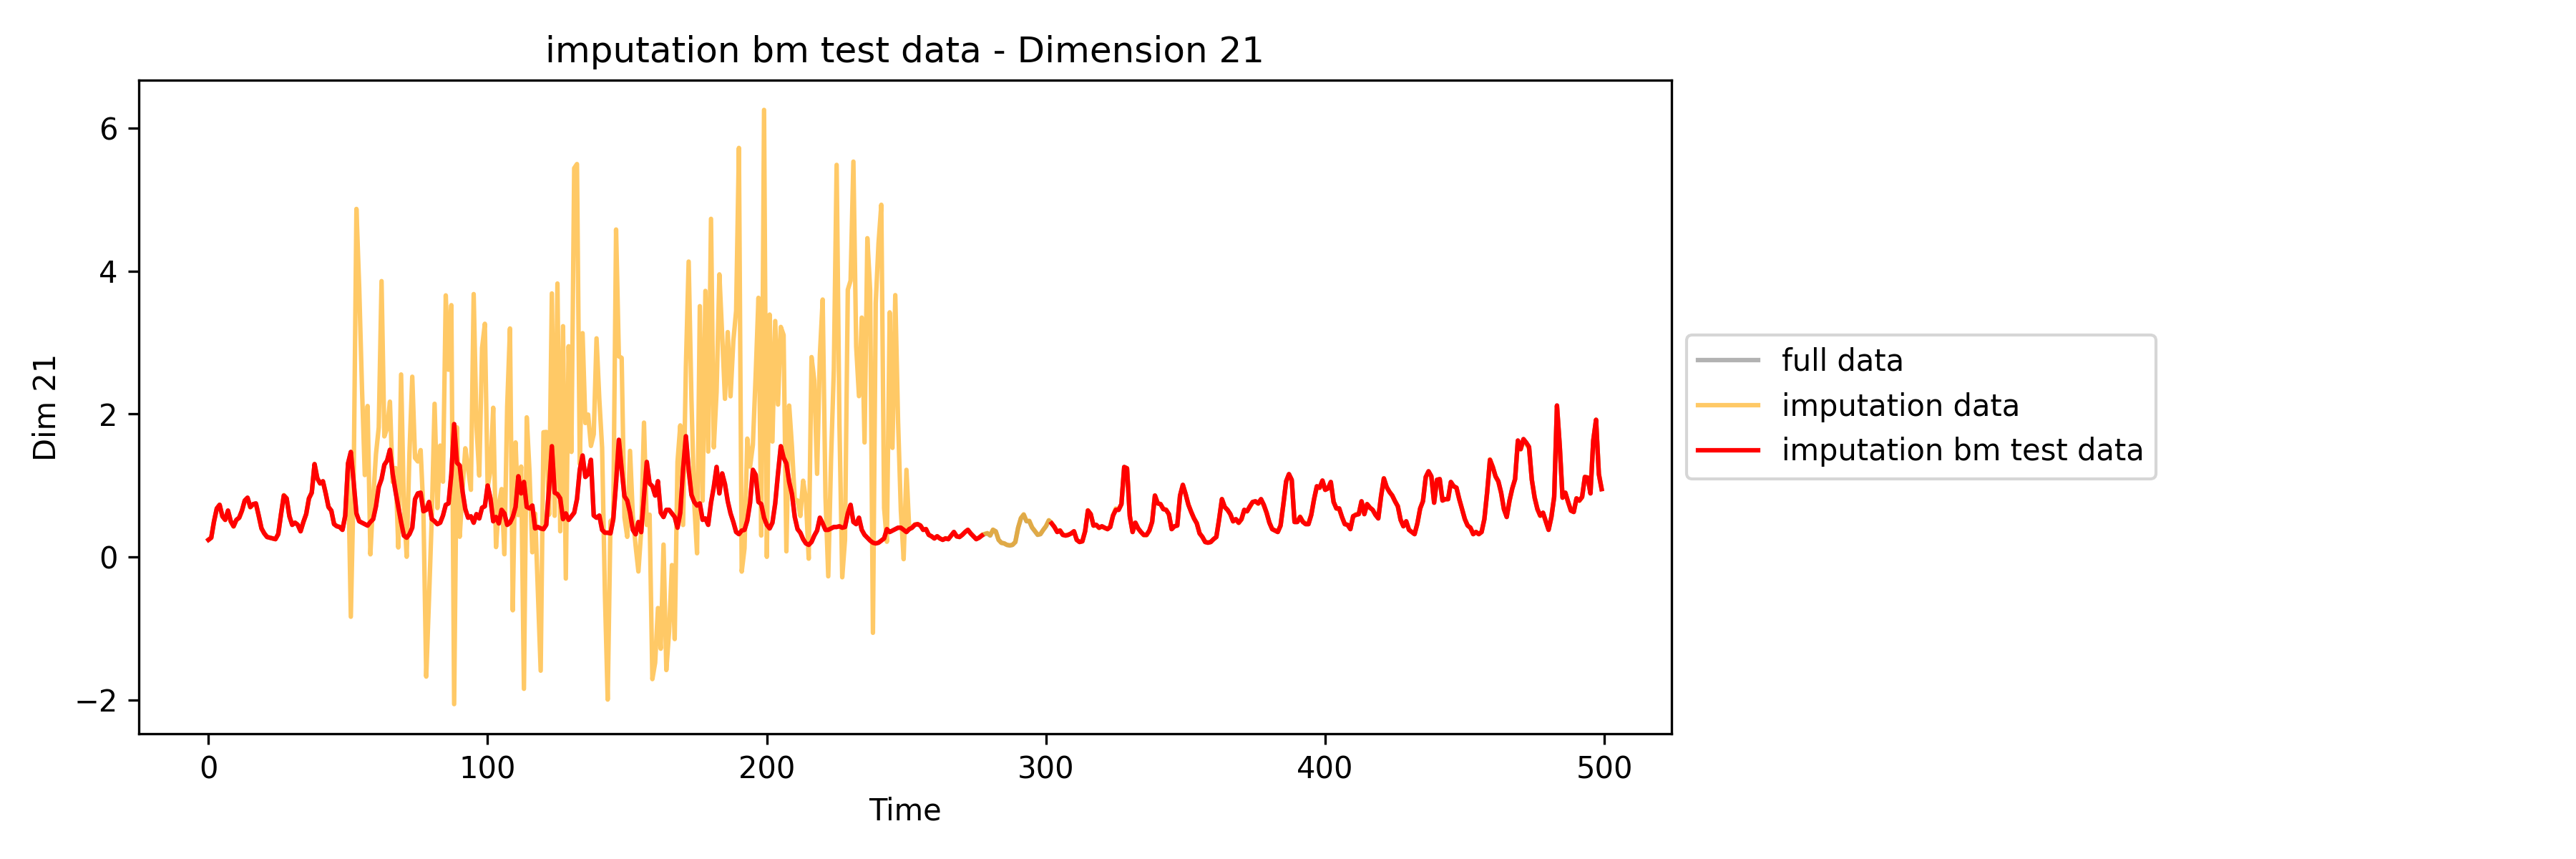 imputation bm test data - Dimension 21
6
4
2
0
−2
Dim 21
0 100 200 300 400 500
Time
full data
imputation data
imputation bm test data